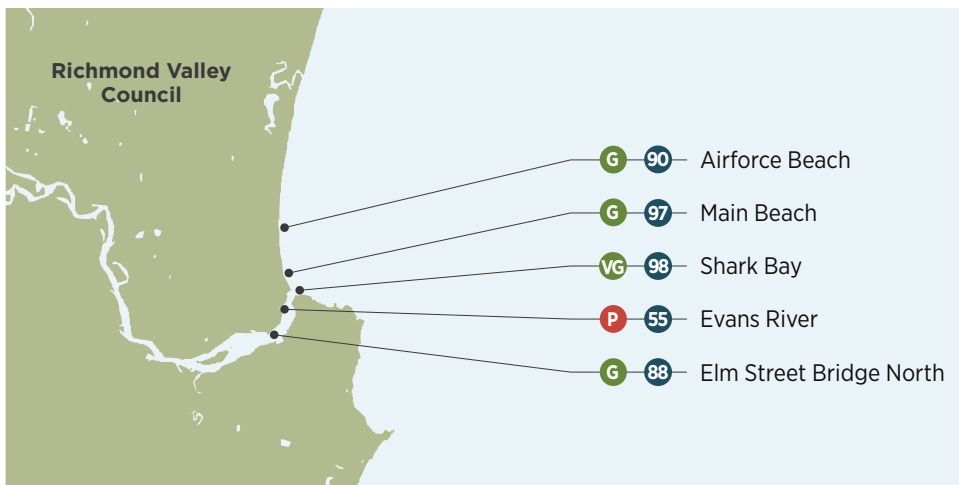 Richmond Valley
Council
G 90 Airforce Beach
G 97 Main Beach
VG 98 Shark Bay
P 55 Evans River
G 88 Elm Street Bridge North